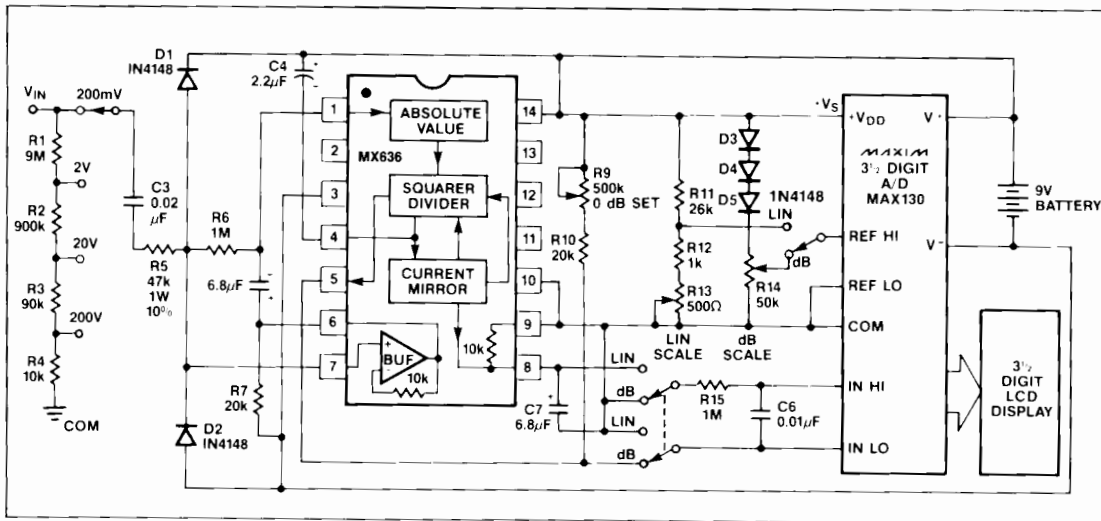 D1
IN4148
VIN
200mV
R1
9M
2V
R2
900k
20V
R3
90k
200V
R4
10k
COM
C3
0.02
µF
R5
47k
1W
10%
R6
1M
6.8µF
R7
20k
D2
IN4148
C4
2.2µF
1
2
3
4
5
6
7
14
13
12
11
10
9
8
MX636
ABSOLUTE
VALUE
SQUARER
DIVIDER
CURRENT
MIRROR
BUF
+
-
10k
10k
C7
6.8µF
R9
500k
0 dB SET
R10
20k
R11
26k
R12
1k
R13
500Ω
LIN
SCALE
D3
D4
D5
1N4148
LIN
dB
R14
50k
dB
SCALE
LIN
dB
LIN
dB
R15
1M
C6
0.01µF
+VS
+VDD
V+
MAXIM
3½ DIGIT
A/D
MAX130
REF HI
REF LO
COM
IN HI
IN LO
V-
9V
BATTERY
3½
DIGIT
LCD
DISPLAY